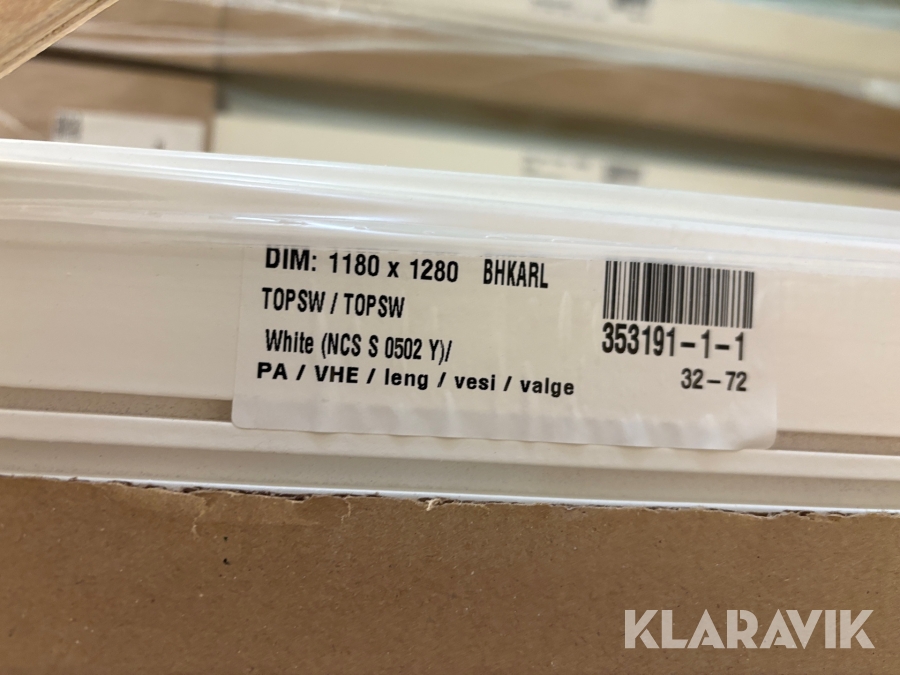 DIM: 1180 x 1280 BHKARL
TOPSW / TOPSW
White (NCS S 0502 Y)/
PA / VHE / leng / vesi / valge
353191-1-1
32-72
KLARAVIK